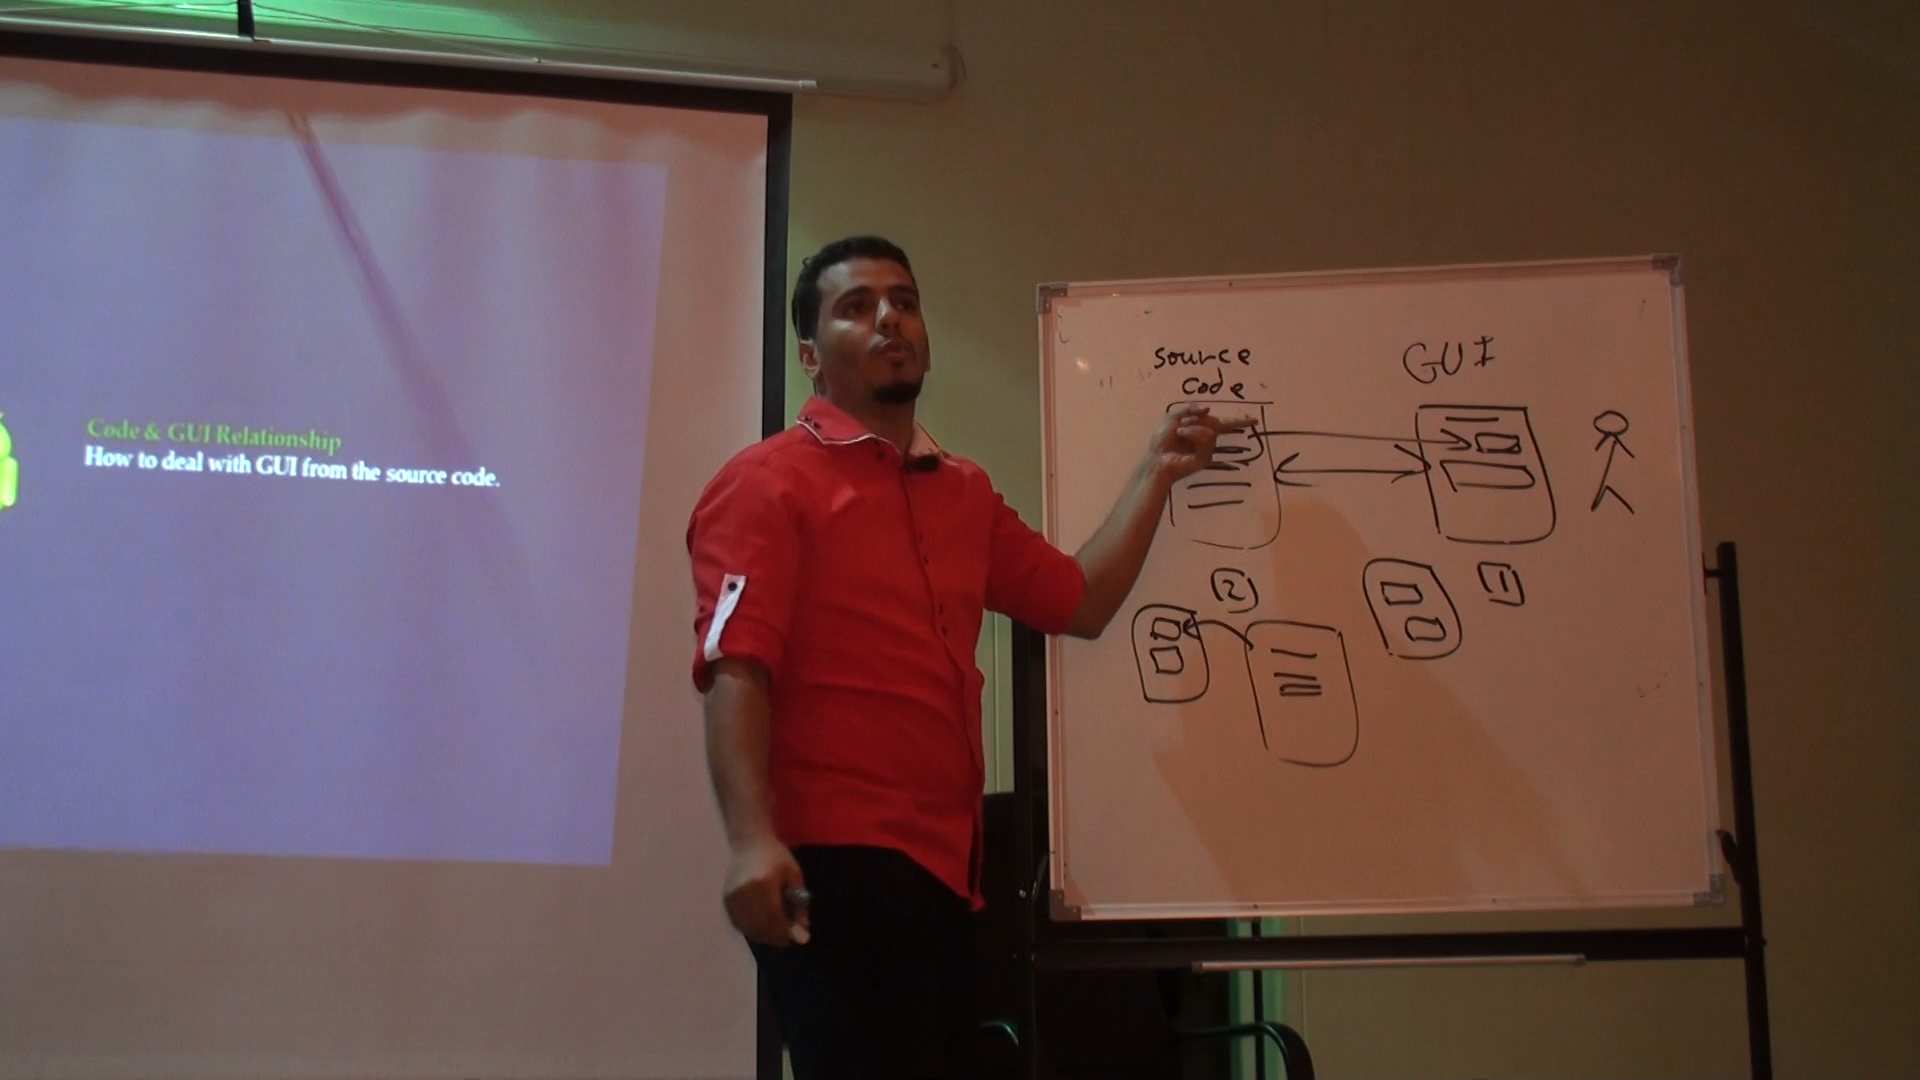 Code & GUI Relationship
How to deal with GUI from the source code.
source
code
GUI
2
1